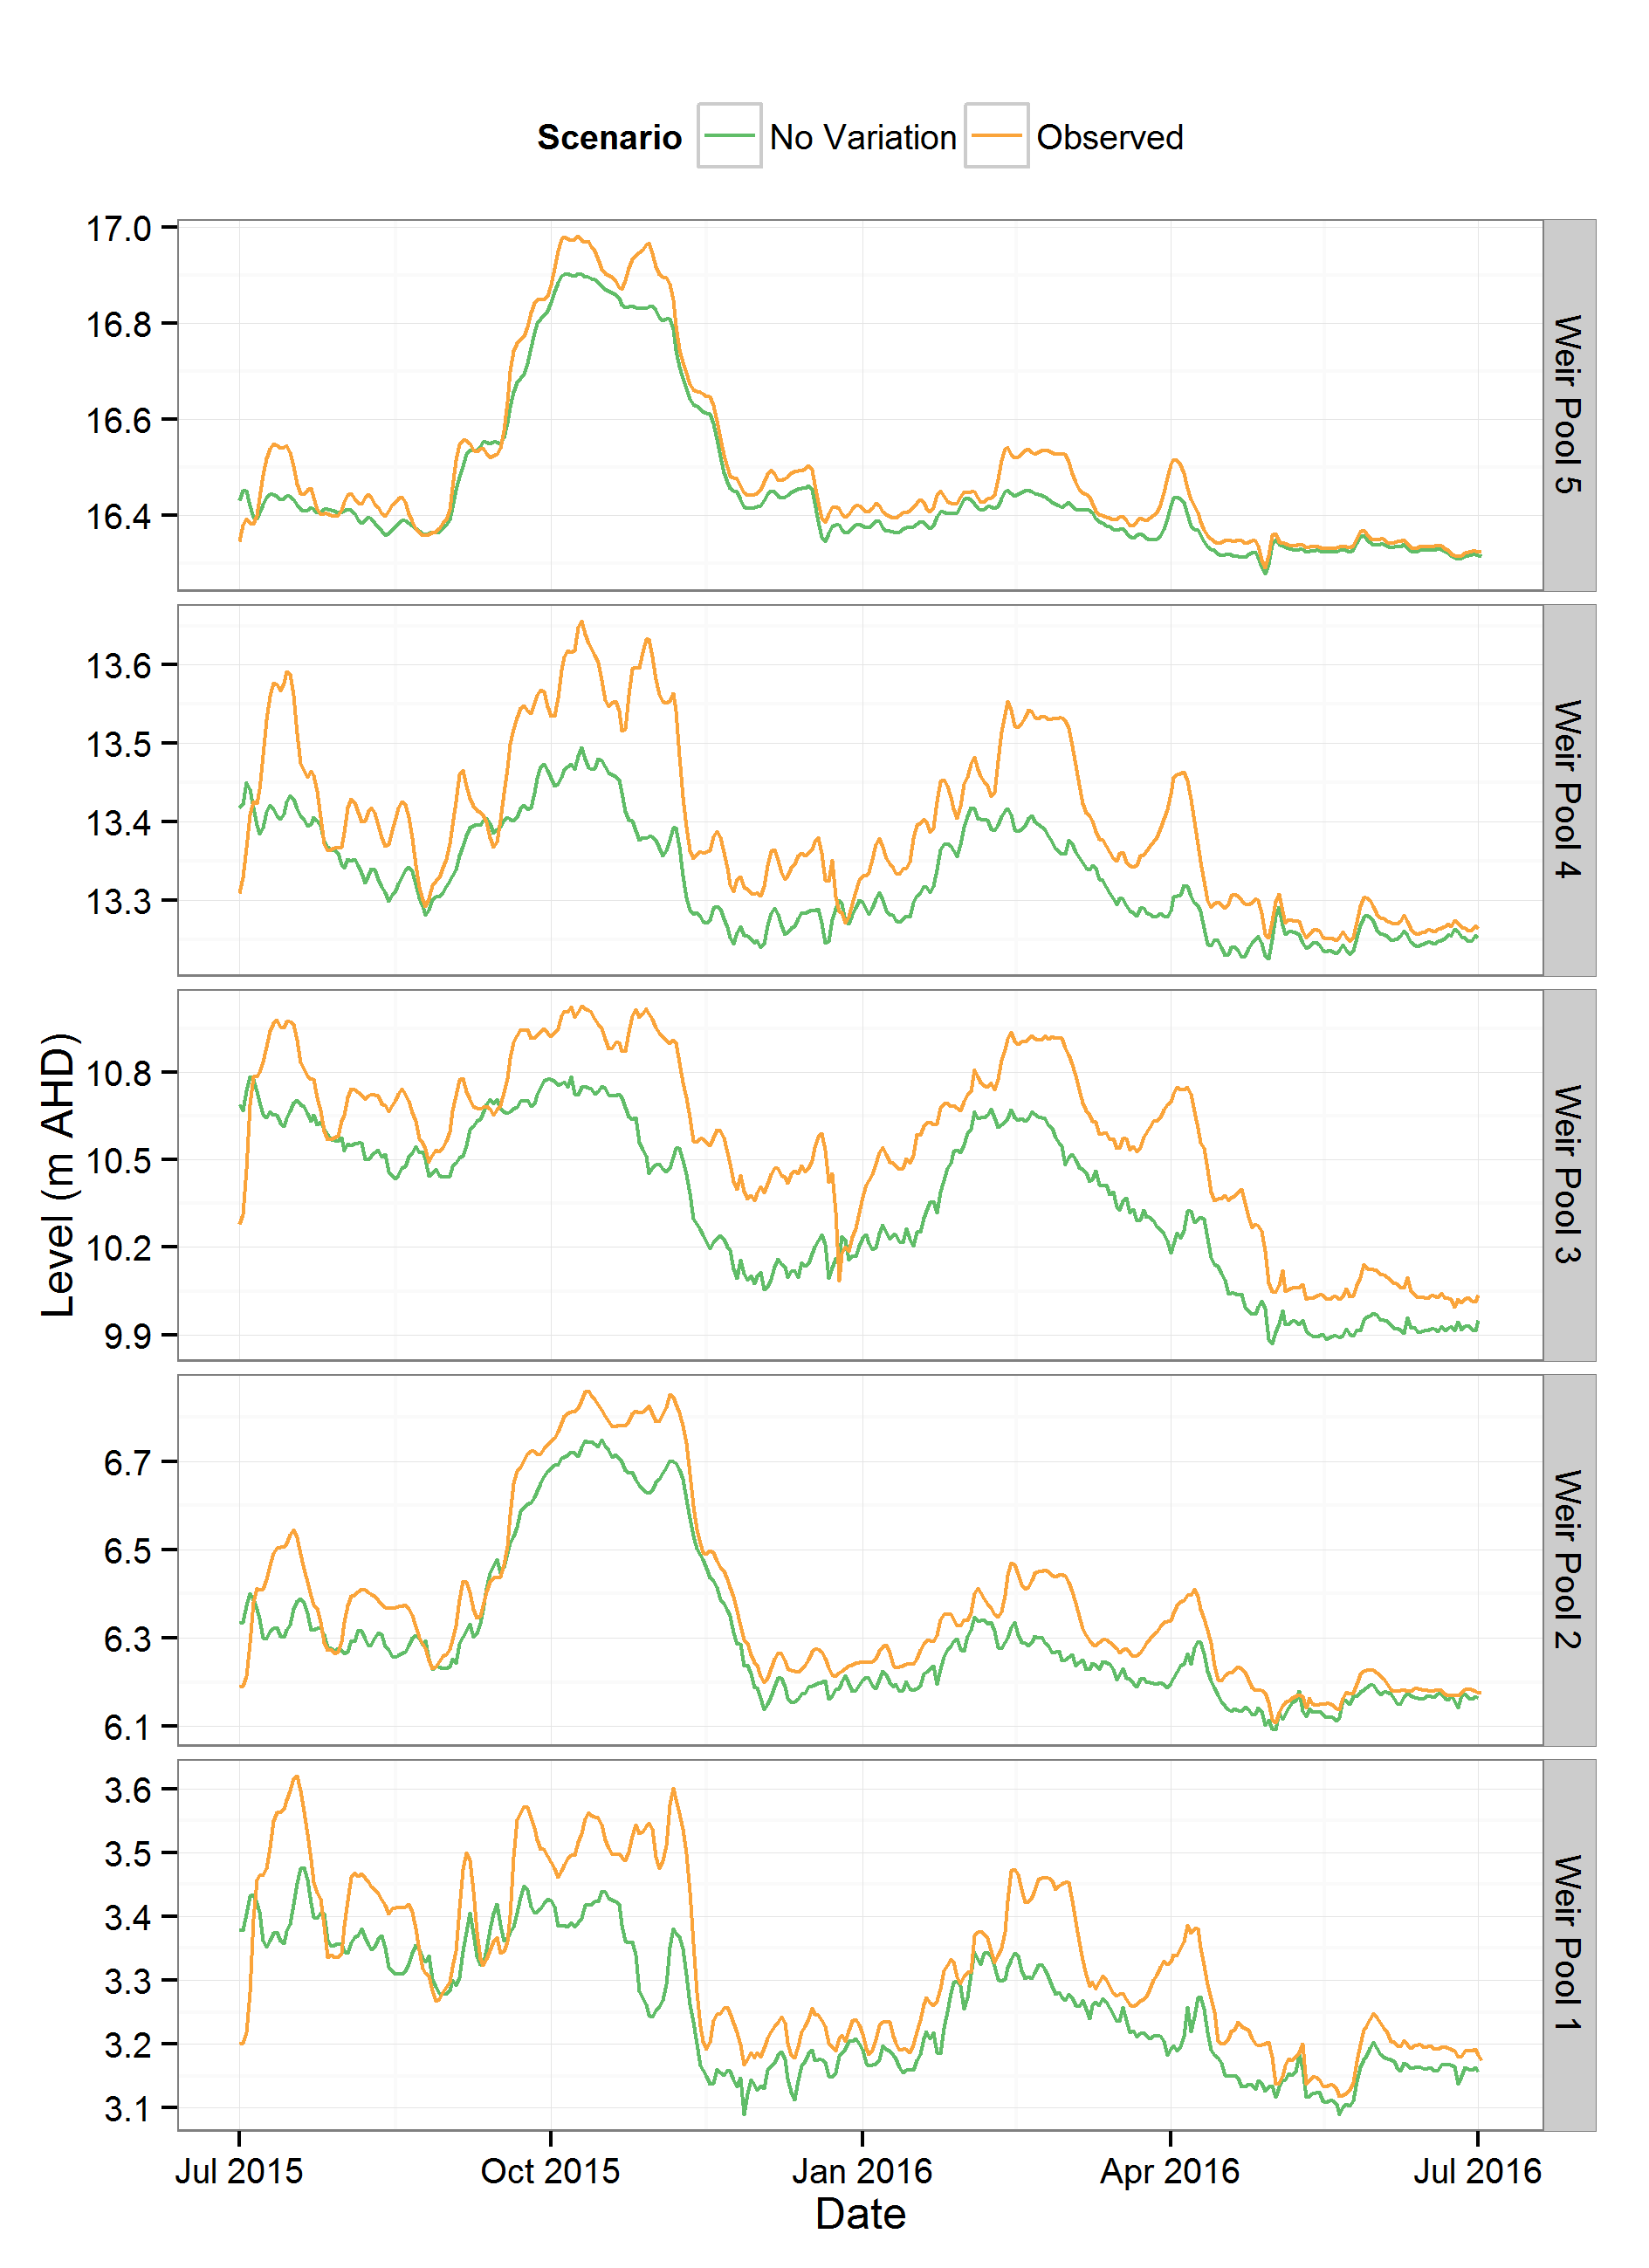 Scenario No Variation Observed
17.0
16.8
16.6
16.4
Weir Pool 5
13.6
13.5
13.4
13.3
Weir Pool 4
10.8
10.5
10.2
9.9
Weir Pool 3
6.7
6.5
6.3
6.1
Weir Pool 2
3.6
3.5
3.4
3.3
3.2
3.1
Weir Pool 1
Level (m AHD)
Jul 2015 Oct 2015 Jan 2016 Apr 2016 Jul 2016
Date